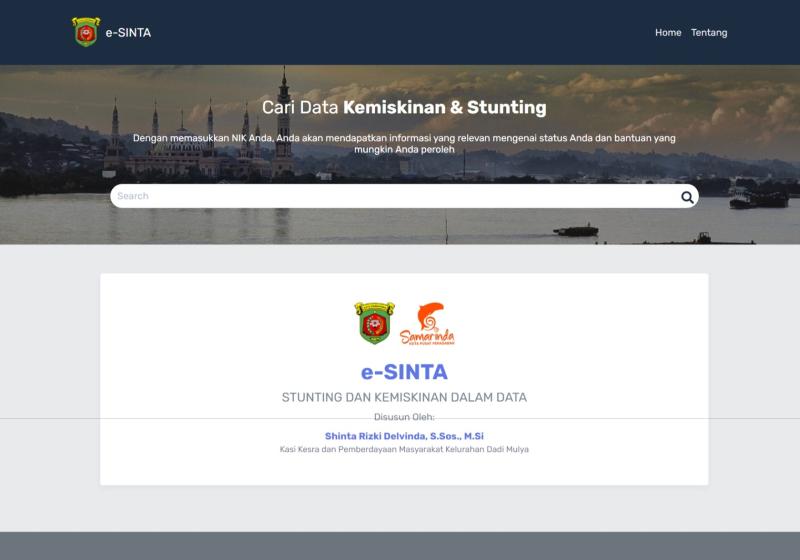 e-SINTA
Home Tentang
Cari Data Kemiskinan & Stunting
Dengan memasukkan NIK Anda, Anda akan mendapatkan informasi yang relevan mengenai status Anda dan bantuan yang
mungkin Anda peroleh
Search
Samarinda
KOTA PUSAT PERADABAN
e-SINTA
STUNTING DAN KEMISKINAN DALAM DATA
Disusun Oleh:
Shinta Rizki Delvinda, S.Sos., M.Si
Kasi Kesra dan Pemberdayaan Masyarakat Kelurahan Dadi Mulya